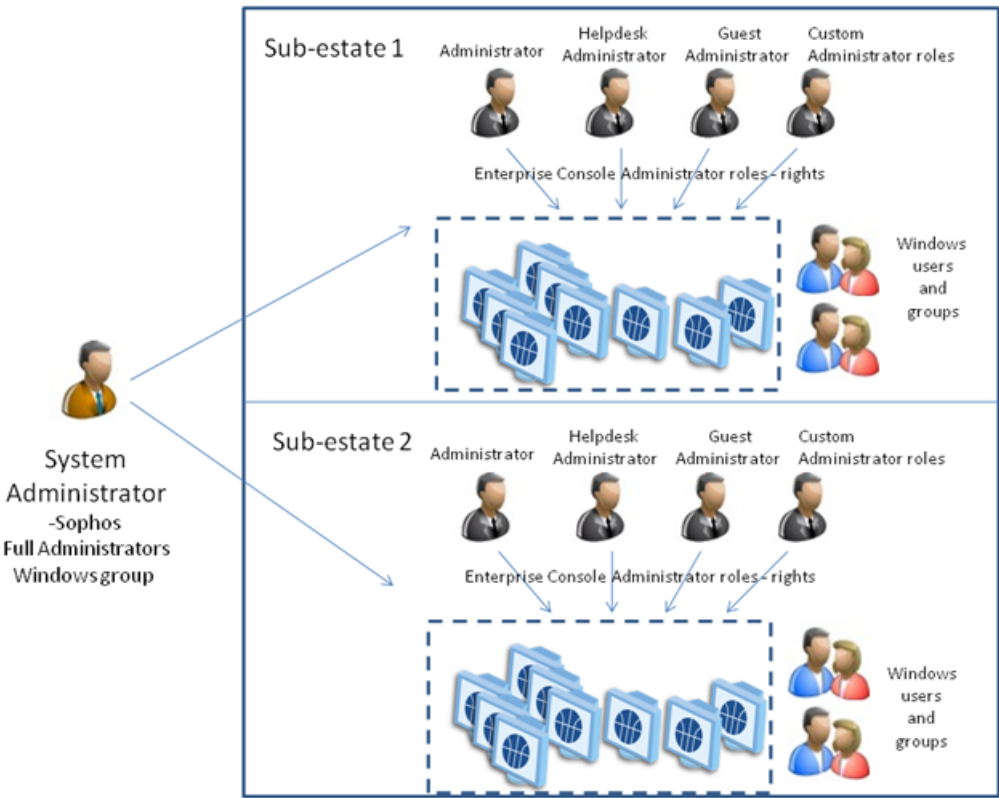 Sub-estate 1
Administrator
Helpdesk
Administrator
Guest
Administrator
Custom
Administrator roles
Enterprise Console Administrator roles - rights
Windows
users
and
groups
System
Administrator
-Sophos
Full Administrators
Windows group
Sub-estate 2
Administrator
Helpdesk
Administrator
Guest
Administrator
Custom
Administrator roles
Enterprise Console Administrator roles - rights
Windows
users
and
groups